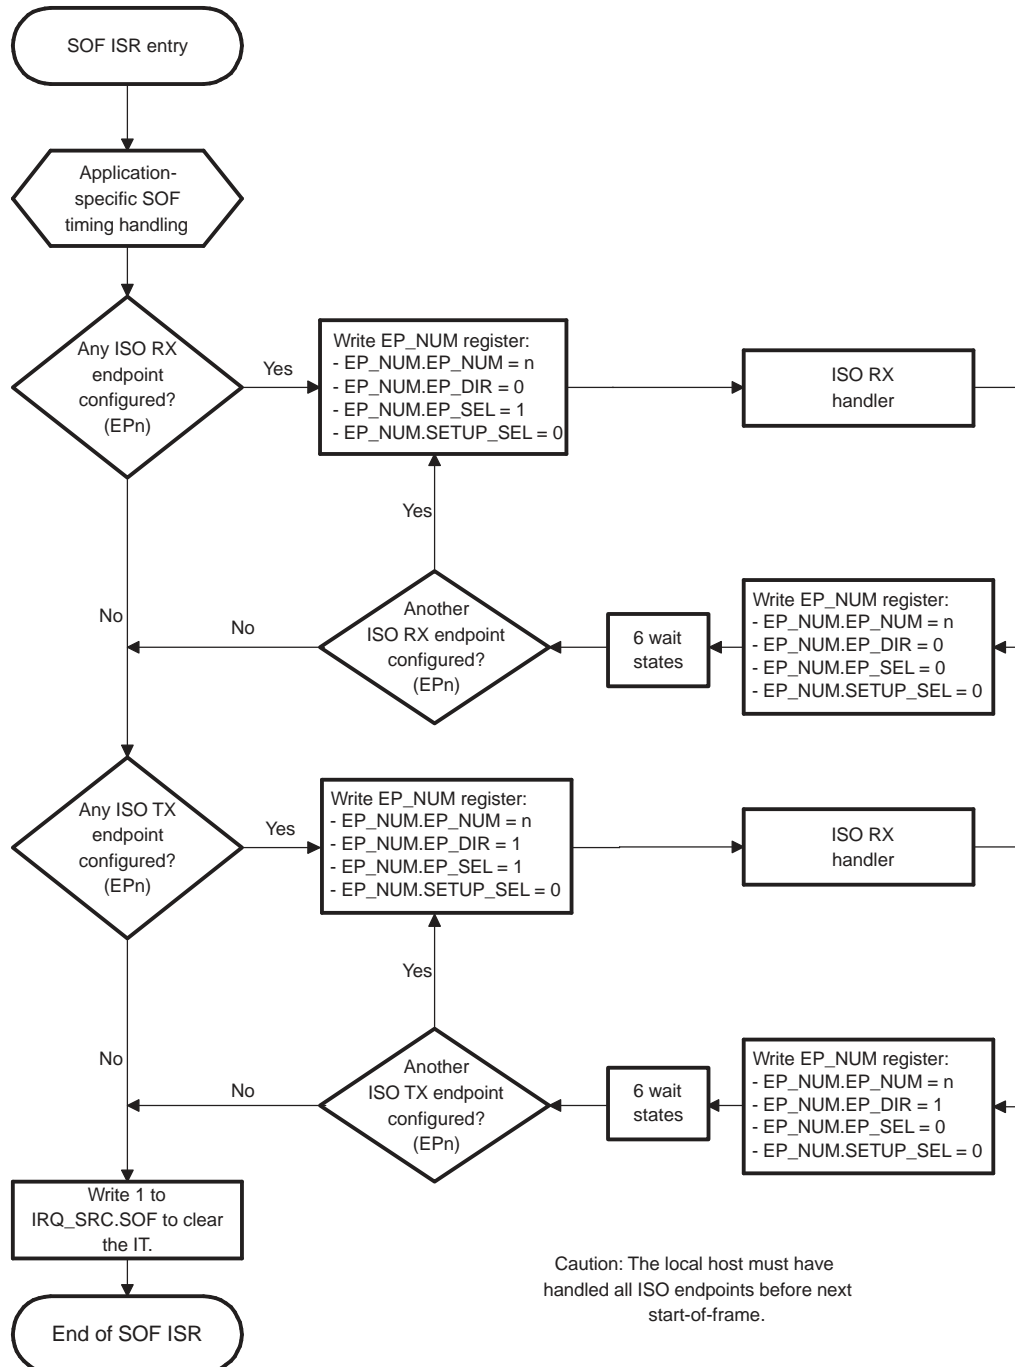 SOF ISR entry
Application-
specific SOF
timing handling
Any ISO RX
endpoint
configured?
(EPn)
Yes
Write EP_NUM register:
- EP_NUM.EP_NUM = n
- EP_NUM.EP_DIR = 0
- EP_NUM.EP_SEL = 1
- EP_NUM.SETUP_SEL = 0
ISO RX
handler
Yes
No
Another
ISO RX endpoint
configured?
(EPn)
No
6 wait
states
Write EP_NUM register:
- EP_NUM.EP_NUM = n
- EP_NUM.EP_DIR = 0
- EP_NUM.EP_SEL = 0
- EP_NUM.SETUP_SEL = 0
Any ISO TX
endpoint
configured?
(EPn)
Yes
Write EP_NUM register:
- EP_NUM.EP_NUM = n
- EP_NUM.EP_DIR = 1
- EP_NUM.EP_SEL = 1
- EP_NUM.SETUP_SEL = 0
ISO RX
handler
Yes
No
Another
ISO TX endpoint
configured?
(EPn)
No
6 wait
states
Write EP_NUM register:
- EP_NUM.EP_NUM = n
- EP_NUM.EP_DIR = 1
- EP_NUM.EP_SEL = 0
- EP_NUM.SETUP_SEL = 0
Write 1 to
IRQ_SRC.SOF to clear
the IT.
Caution: The local host must have
handled all ISO endpoints before next
start-of-frame.
End of SOF ISR